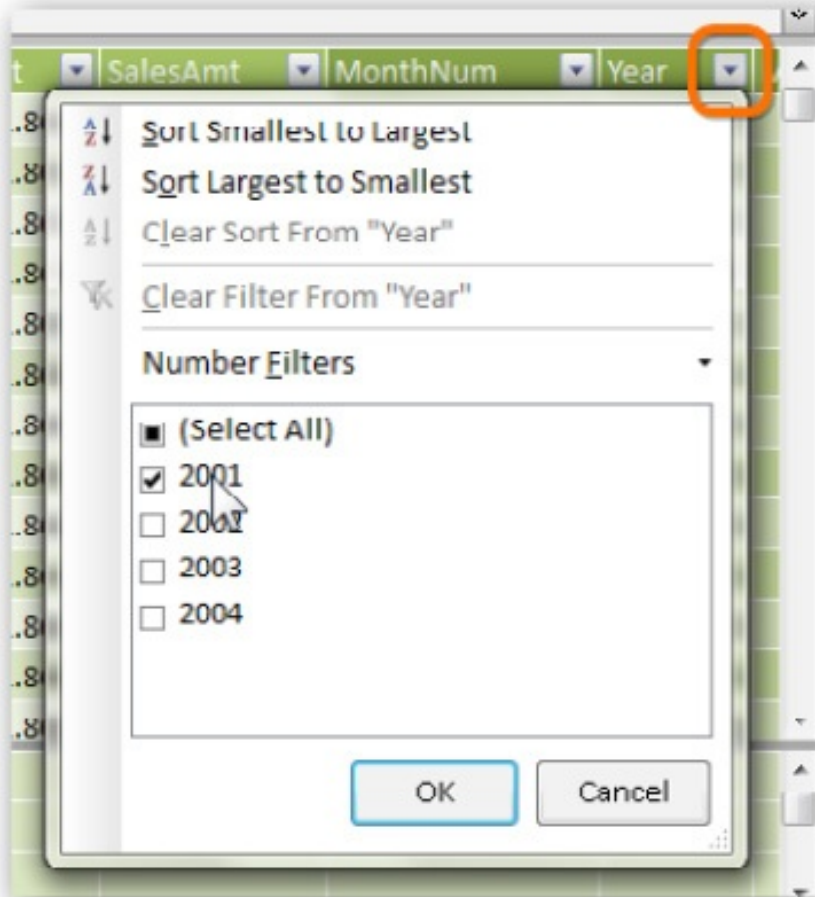 t SalesAmt MonthNum Year
Sort Smallest to Largest
Sort Largest to Smallest
Clear Sort From "Year"
Clear Filter From "Year"
Number Filters
(Select All)
2001
2002
2003
2004
OK Cancel